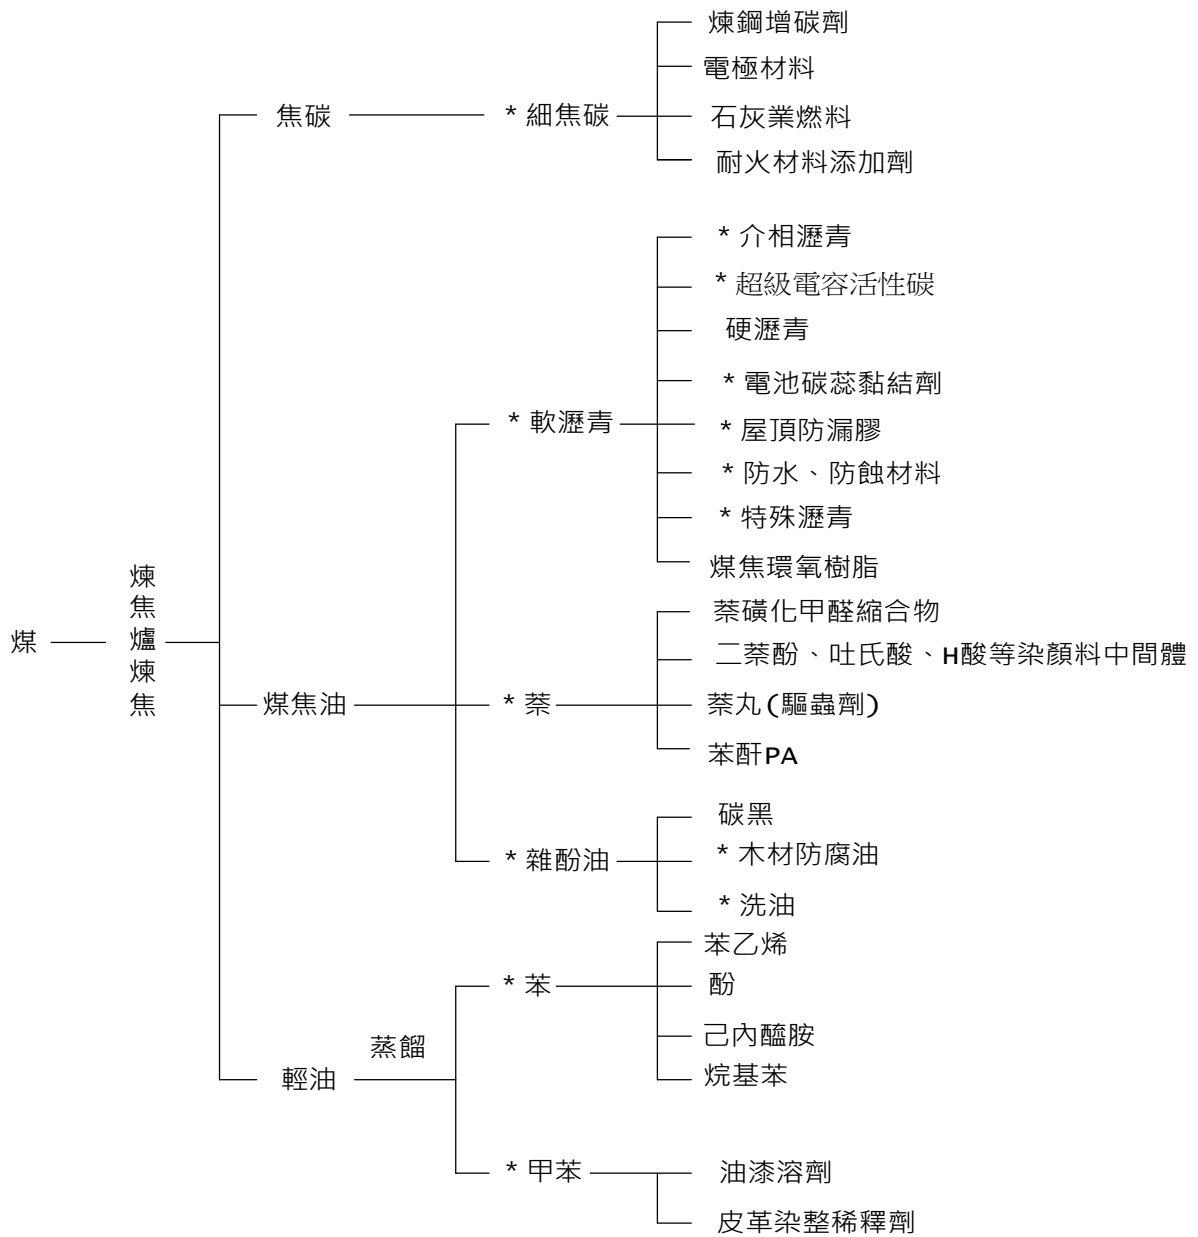 煤
煉焦爐煉焦
焦碳
* 細焦碳
煉鋼增碳劑
電極材料
石灰業燃料
耐火材料添加劑
煤焦油
* 軟瀝青
* 介相瀝青
* 超級電容活性碳
硬瀝青
* 電池碳蕊黏結劑
* 屋頂防漏膠
* 防水、防蝕材料
* 特殊瀝青
煤焦環氧樹脂
* 萘
萘磺化甲醛縮合物
二萘酚、吐氏酸、H酸等染顏料中間體
萘丸(驅蟲劑)
苯酐PA
* 雜酚油
碳黑
* 木材防腐油
* 洗油
輕油
蒸餾
* 苯
苯乙烯
酚
己內醯胺
烷基苯
* 甲苯
油漆溶劑
皮革染整稀釋劑